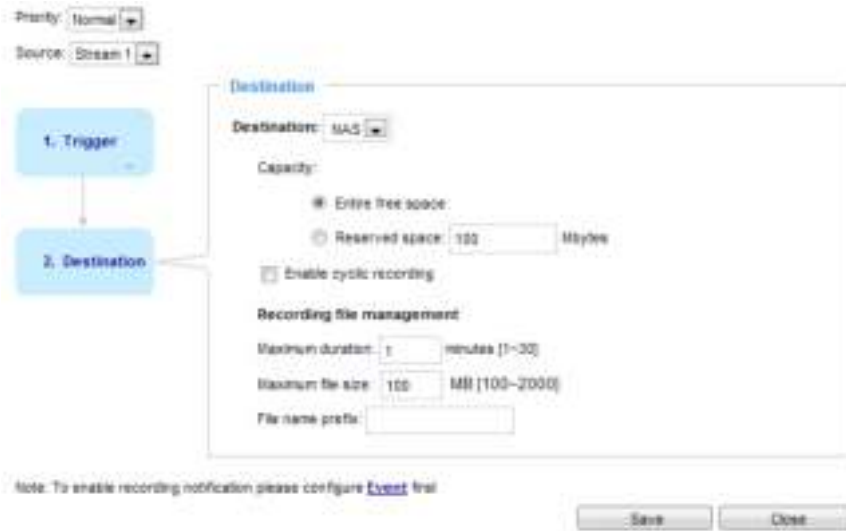 Priority: Normal
Source: Stream 1
Destination
1. Trigger
2. Destination
Destination: NAS
Capacity:
Entire free space
Reserved space: 100 Mbytes
Enable cyclic recording
Recording file management
Maximum duration: 1 minutes [1~30]
Maximum file size: 100 MB [100~2000]
File name prefix:
Note: To enable recording notification please configure Event first
Save Close